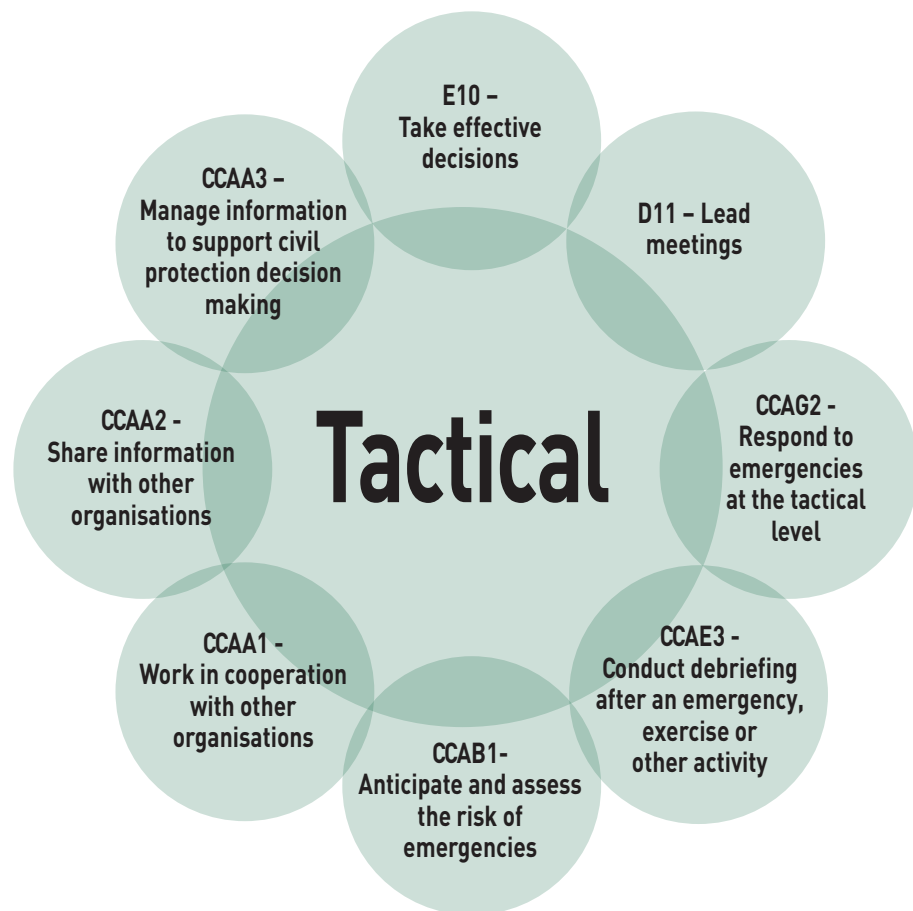 E10 –
Take effective
decisions
D11 – Lead
meetings
CCAG2 -
Respond to
emergencies
at the tactical
level
CCAE3 -
Conduct debriefing
after an emergency,
exercise or
other activity
CCAB1-
Anticipate and assess
the risk of
emergencies
CCAA1 -
Work in cooperation
with other
organisations
CCAA2 -
Share information
with other
organisations
CCAA3 –
Manage information
to support civil
protection decision
making
Tactical